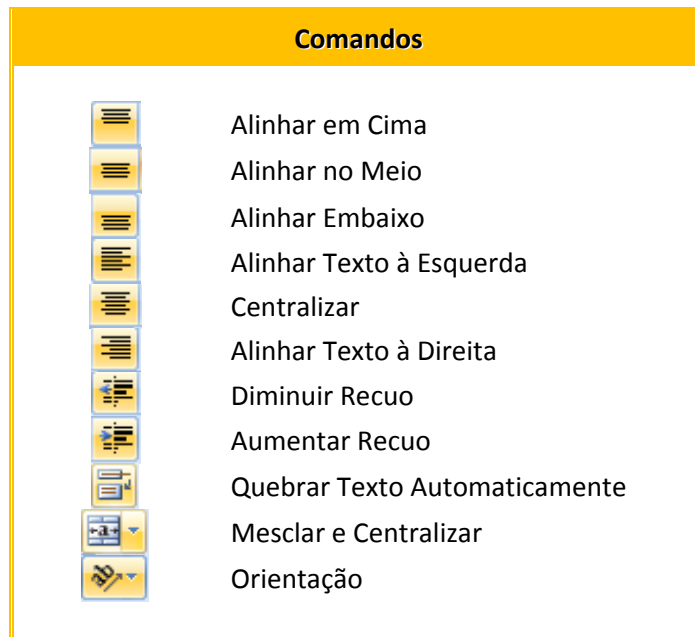 Comandos
Alinhar em Cima
Alinhar no Meio
Alinhar Embaixo
Alinhar Texto à Esquerda
Centralizar
Alinhar Texto à Direita
Diminuir Recuo
Aumentar Recuo
Quebrar Texto Automaticamente
a Mesclar e Centralizar
ab Orientação